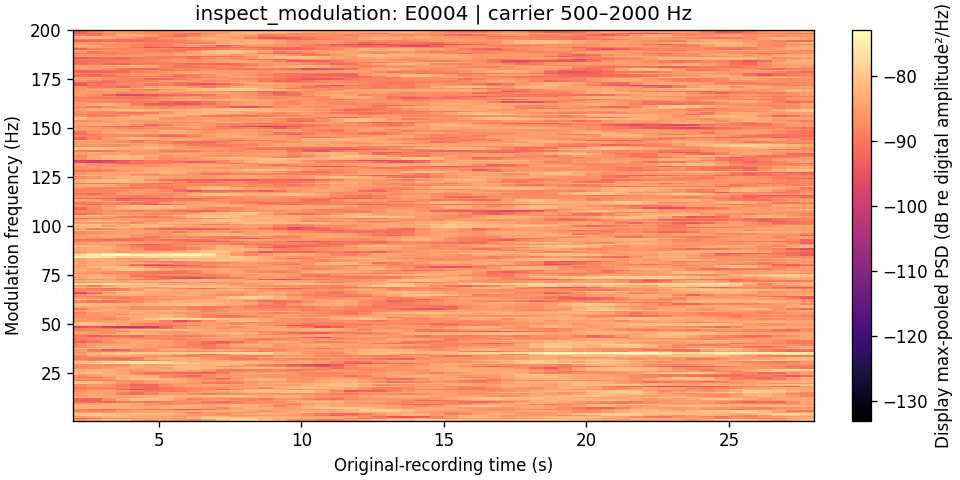 inspect_modulation: E0004 | carrier 500–2000 Hz
200
175
150
125
100
75
50
25
Modulation frequency (Hz)
5 10 15 20 25
Original-recording time (s)
−80
−90
−100
−110
−120
−130
Display max-pooled PSD (dB re digital amplitude²/Hz)